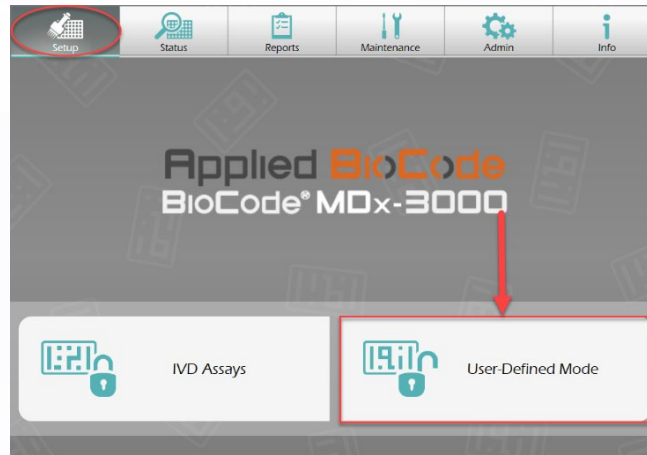 Setup
Status
Reports
Maintenance
Admin
Info
Applied BioCode
BioCode® MDx-3000
IVD Assays
User-Defined Mode